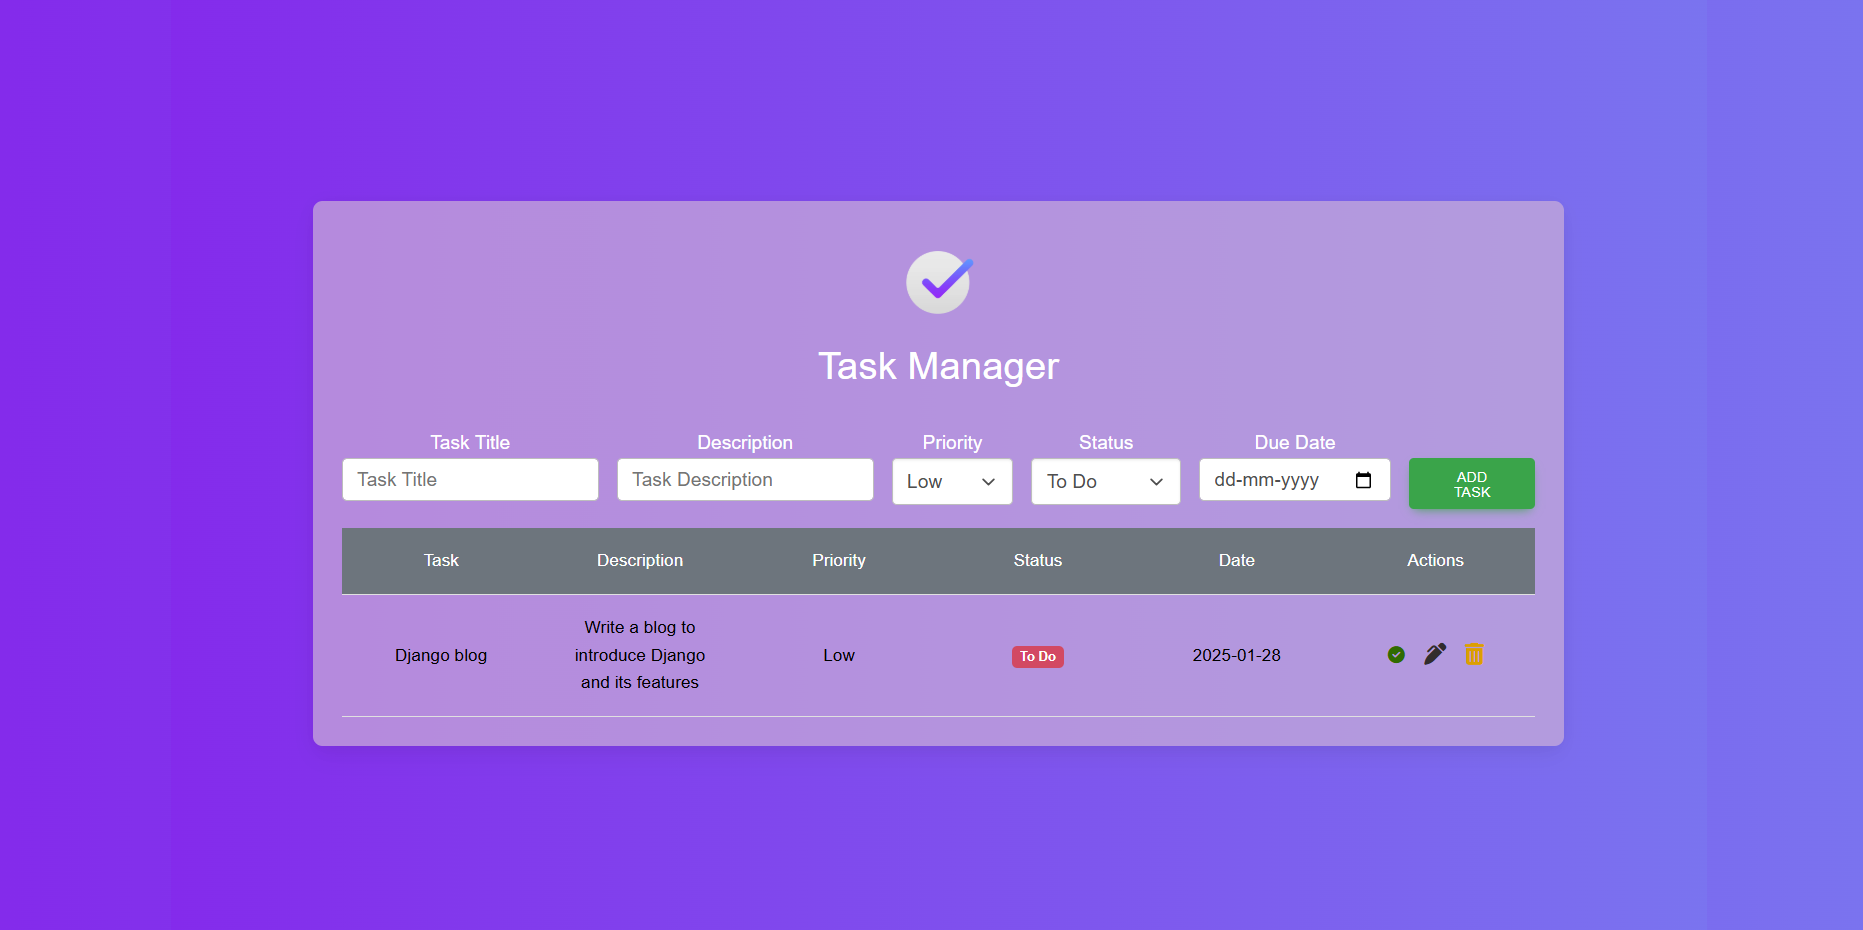 Task Manager
Task Title Description Priority Status Due Date
Task Title Task Description Low To Do dd-mm-yyyy ADD
TASK
Task Description Priority Status Date Actions
Write a blog to
Django blog introduce Django Low To Do 2025-01-28
and its features